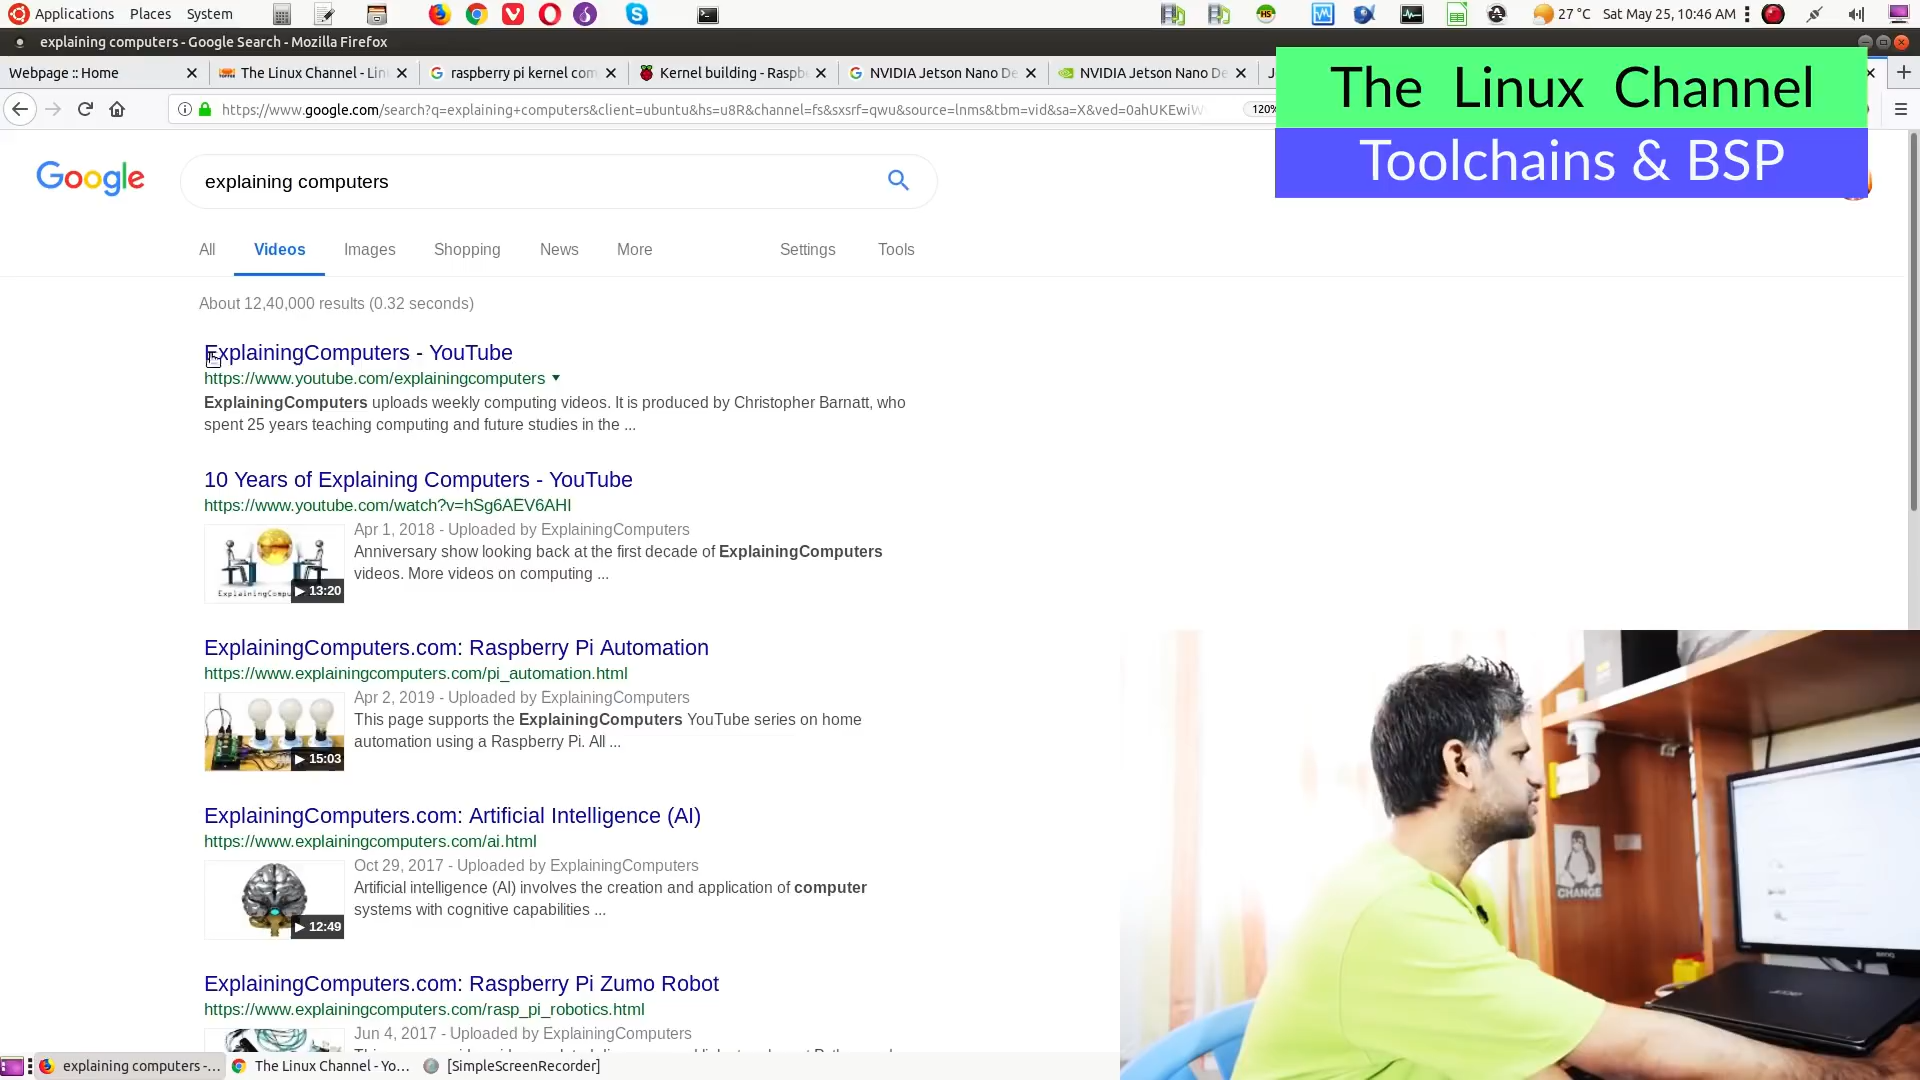 Applications Places System
27 °C Sat May 25, 10:46 AM
explaining computers - Google Search - Mozilla Firefox
Webpage :: Home
The Linux Channel - Lin
raspberry pi kernel com
Kernel building - Raspb
NVIDIA Jetson Nano De
NVIDIA Jetson Nano De
https://www.google.com/search?q=explaining+computers&client=ubuntu&hs=u8R&channel=fs&sxsrf=qwu&source=lnms&tbm=vid&sa=X&ved=0ahUKEwiW
120%
The Linux Channel
Toolchains & BSP
Google
explaining computers
All Videos Images Shopping News More Settings Tools
About 12,40,000 results (0.32 seconds)
ExplainingComputers - YouTube
https://www.youtube.com/explainingcomputers
ExplainingComputers uploads weekly computing videos. It is produced by Christopher Barnatt, who
spent 25 years teaching computing and future studies in the ...
10 Years of Explaining Computers - YouTube
https://www.youtube.com/watch?v=hSg6AEV6AHI
Apr 1, 2018 - Uploaded by ExplainingComputers
Anniversary show looking back at the first decade of ExplainingComputers
videos. More videos on computing ...
13:20
ExplainingComputers.com: Raspberry Pi Automation
https://www.explainingcomputers.com/pi_automation.html
Apr 2, 2019 - Uploaded by ExplainingComputers
This page supports the ExplainingComputers YouTube series on home
automation using a Raspberry Pi. All ...
15:03
ExplainingComputers.com: Artificial Intelligence (AI)
https://www.explainingcomputers.com/ai.html
Oct 29, 2017 - Uploaded by ExplainingComputers
Artificial intelligence (AI) involves the creation and application of computer
systems with cognitive capabilities ...
12:49
ExplainingComputers.com: Raspberry Pi Zumo Robot
https://www.explainingcomputers.com/rasp_pi_robotics.html
Jun 4, 2017 - Uploaded by ExplainingComputers
CHANGE
BenQ
explaining computers -...
The Linux Channel - Yo...
[SimpleScreenRecorder]